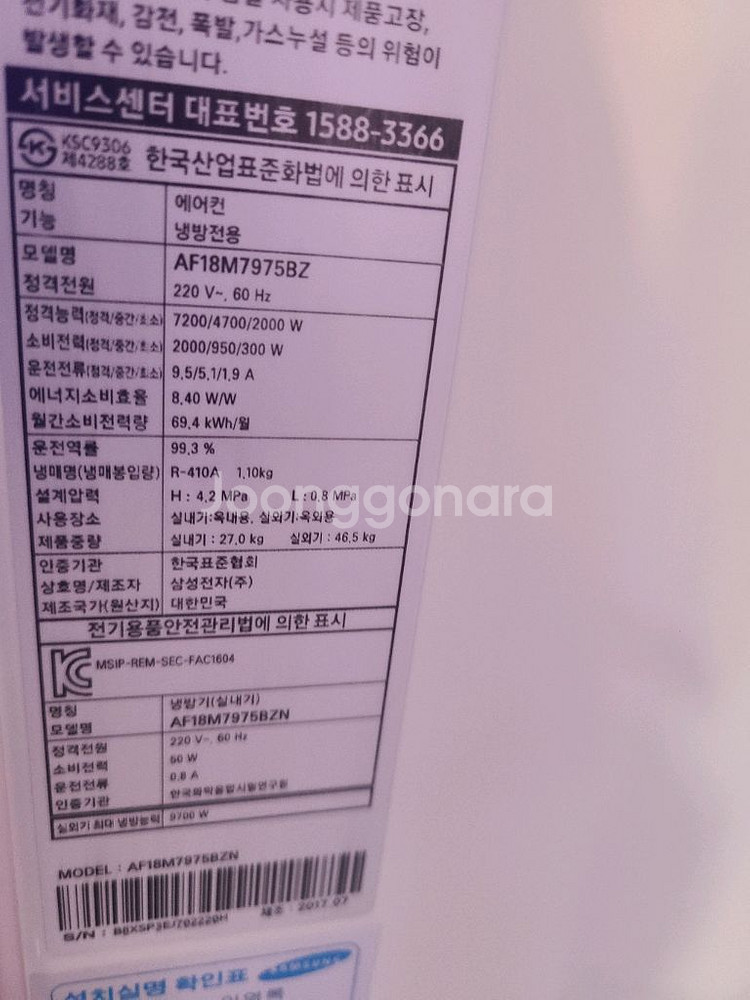 제품고장,
전기화재, 감전, 폭발,가스누설 등의 위험이
발생할 수 있습니다.
서비스센터 대표번호 1588-3366
KSC9306
제4288호
한국산업표준화법에 의한 표시
명칭 에어컨
기능 냉방전용
모델명 AF18M7975BZ
정격전원 220 V~, 60 Hz
정격능력(정격/중간/최소) 7200/4700/2000 W
소비전력(정격/중간/최소) 2000/950/300 W
운전전류(정격/중간/최소) 9.5/5.1/1.9 A
에너지소비효율 8.40 W/W
월간소비전력량 69.4 kWh/월
운전역률 99.3 %
냉매명(냉매봉입량) R-410A 1.10kg
설계압력 H : 4.2 MPa L : 0.8 MPa
사용장소 실내기:옥내용, 실외기:옥외용
제품중량 실내기 : 27.0 kg 실외기 : 46.5 kg
인증기관 한국표준협회
상호명/제조자 삼성전자(주)
제조국가(원산지) 대한민국
전기용품안전관리법에 의한 표시
MSIP-REM-SEC-FAC1604
명칭 냉방기(실내기)
모델명 AF18M7975BZN
정격전원 220 V~, 60 Hz
소비전력 60 W
운전전류 0.8 A
인증기관
실외기 최대 냉방능력 9700 W
MODEL : AF18M7975BZN
제조 : 2017.07
S/N :
설치실명 확인표 SAMSUNG
Joonggonara